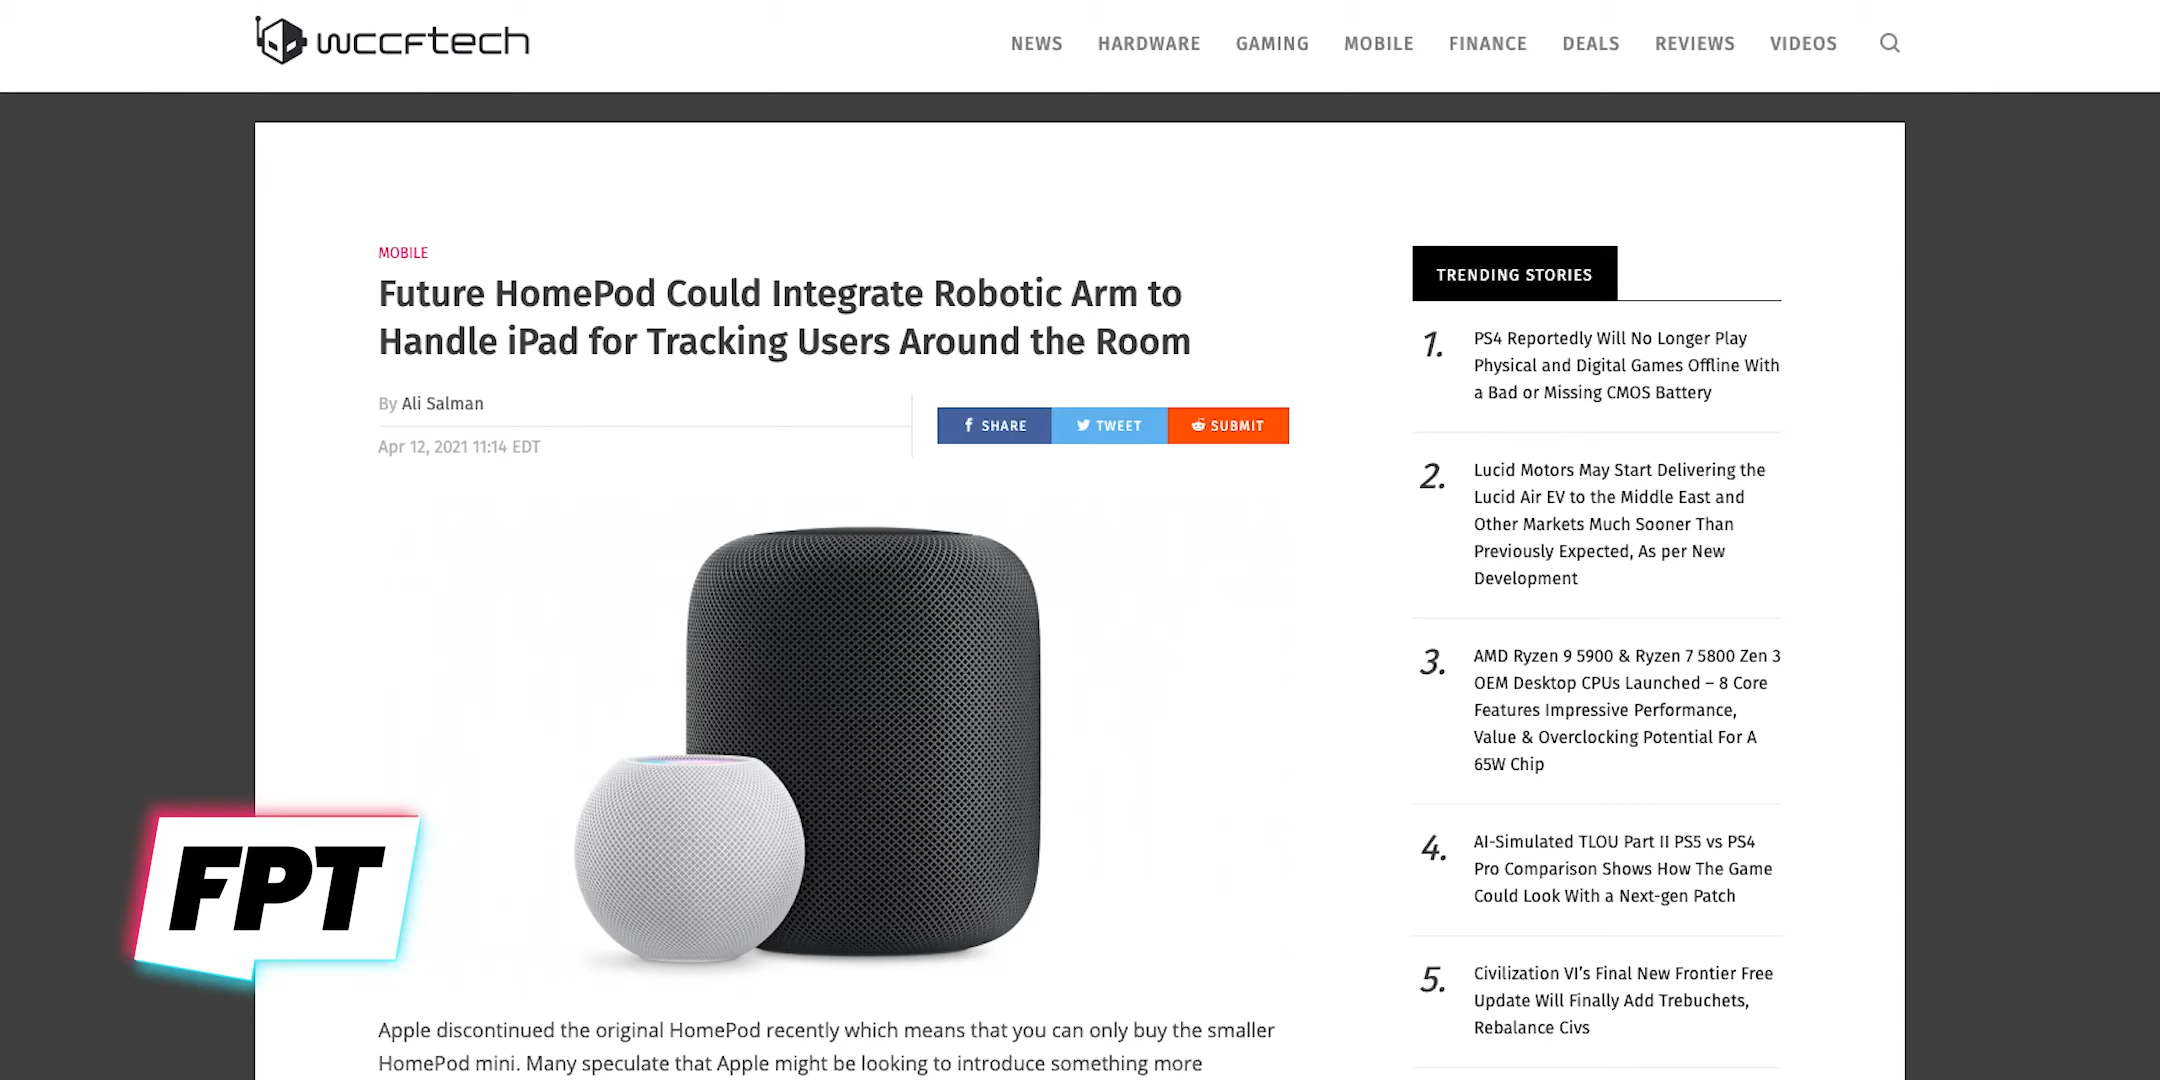 wccftech
NEWS HARDWARE GAMING MOBILE FINANCE DEALS REVIEWS VIDEOS
MOBILE
Future HomePod Could Integrate Robotic Arm to
Handle iPad for Tracking Users Around the Room
By Ali Salman
Apr 12, 2021 11:14 EDT
SHARE TWEET SUBMIT
Apple discontinued the original HomePod recently which means that you can only buy the smaller
HomePod mini. Many speculate that Apple might be looking to introduce something more
TRENDING STORIES
1. PS4 Reportedly Will No Longer Play
Physical and Digital Games Offline With
a Bad or Missing CMOS Battery
2. Lucid Motors May Start Delivering the
Lucid Air EV to the Middle East and
Other Markets Much Sooner Than
Previously Expected, As per New
Development
3. AMD Ryzen 9 5900 & Ryzen 7 5800 Zen 3
OEM Desktop CPUs Launched – 8 Core
Features Impressive Performance,
Value & Overclocking Potential For A
65W Chip
4. AI-Simulated TLOU Part II PS5 vs PS4
Pro Comparison Shows How The Game
Could Look With a Next-gen Patch
5. Civilization VI’s Final New Frontier Free
Update Will Finally Add Trebuchets,
Rebalance Civs
FPT